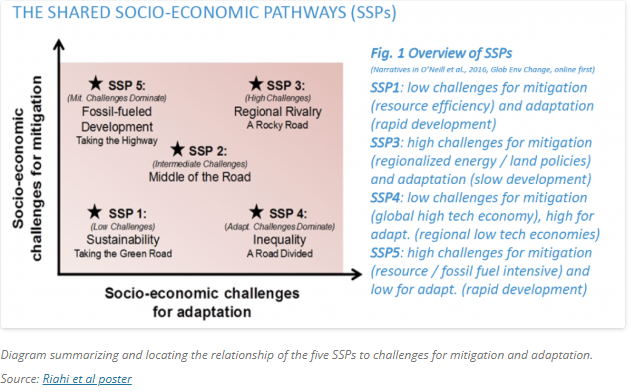 THE SHARED SOCIO-ECONOMIC PATHWAYS (SSPs)
Socio-economic
challenges for mitigation
★ SSP 5:
(Mit. Challenges Dominate)
Fossil-fueled
Development
Taking the Highway
★ SSP 3:
(High Challenges)
Regional Rivalry
A Rocky Road
★ SSP 2:
(Intermediate Challenges)
Middle of the Road
★ SSP 1:
(Low Challenges)
Sustainability
Taking the Green Road
★ SSP 4:
(Adapt. Challenges Dominate)
Inequality
A Road Divided
Socio-economic challenges
for adaptation
Fig. 1 Overview of SSPs
(Narratives in O'Neill et al., 2016, Glob Env Change, online first)
SSP1: low challenges for mitigation
(resource efficiency) and adaptation
(rapid development)
SSP3: high challenges for mitigation
(regionalized energy / land policies)
and adaptation (slow development)
SSP4: low challenges for mitigation
(global high tech economy), high for
adapt. (regional low tech economies)
SSP5: high challenges for mitigation
(resource / fossil fuel intensive) and
low for adapt. (rapid development)
Diagram summarizing and locating the relationship of the five SSPs to challenges for mitigation and adaptation.
Source: Riahi et al poster